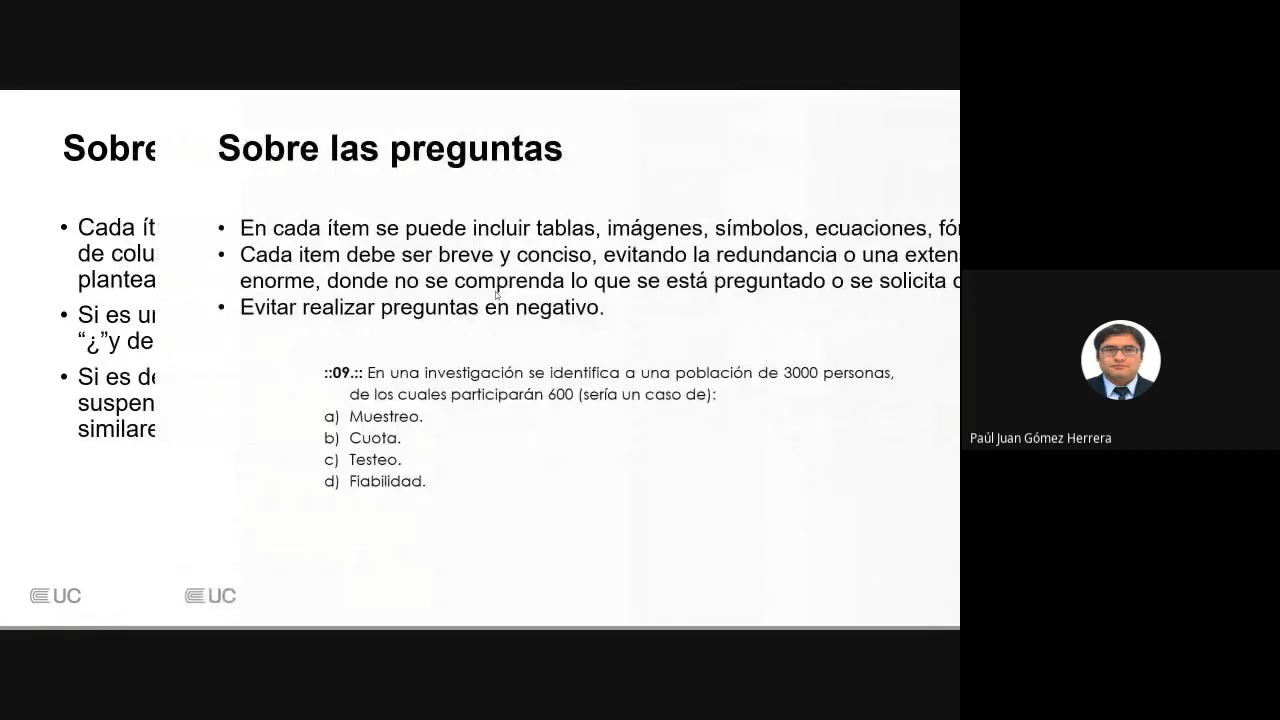 Sobre
Cada ít
de colu
plantea
• Si es ur
“¿”y de
• Si es de
suspen
similare
UC
Sobre las preguntas
• En cada ítem se puede incluir tablas, imágenes, símbolos, ecuaciones, fór
• Cada item debe ser breve y conciso, evitando la redundancia o una extens
enorme, donde no se comprenda lo que se está preguntado o se solicita c
• Evitar realizar preguntas en negativo.
::09.:: En una investigación se identifica a una población de 3000 personas,
de los cuales participarán 600 (sería un caso de):
a) Muestreo.
b) Cuota.
c) Testeo.
d) Fiabilidad.
UC
Paúl Juan Gómez Herrera